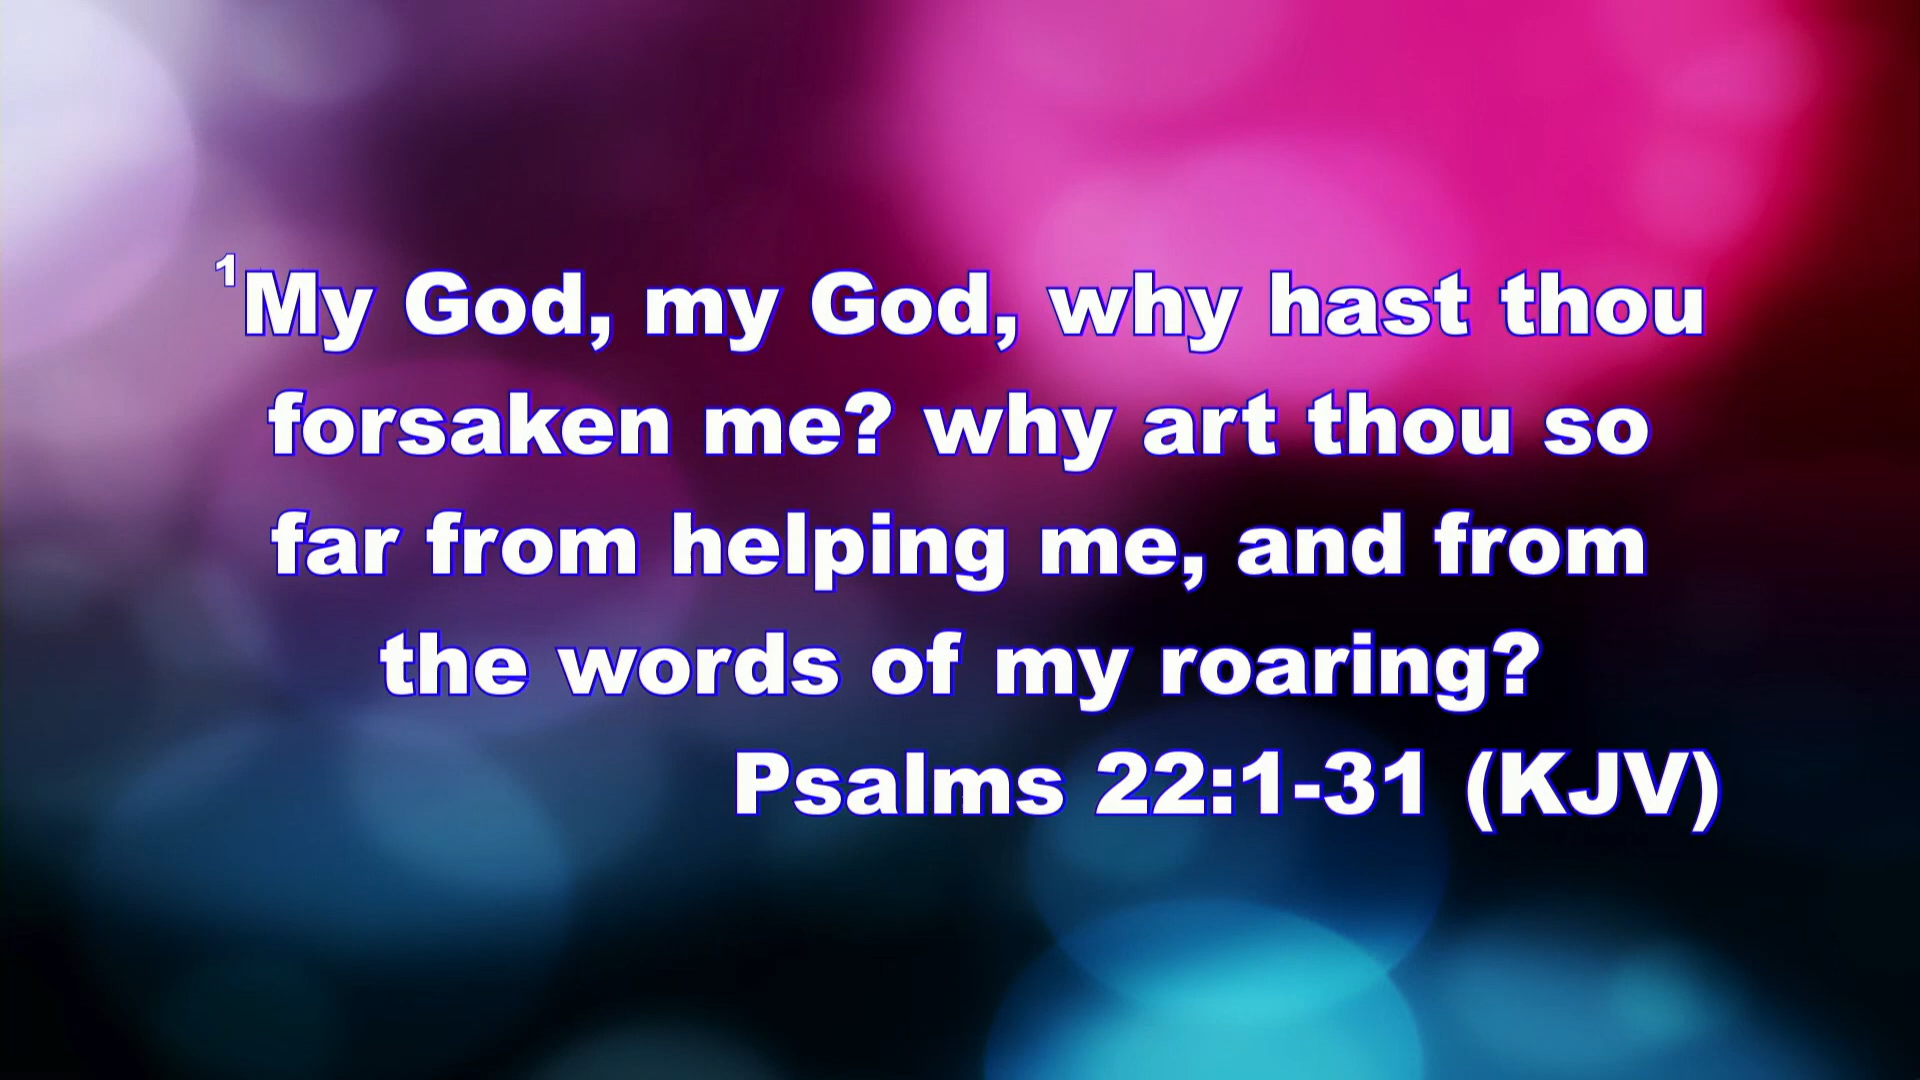 ¹My God, my God, why hast thou
forsaken me? why art thou so
far from helping me, and from
the words of my roaring?
Psalms 22:1-31 (KJV)